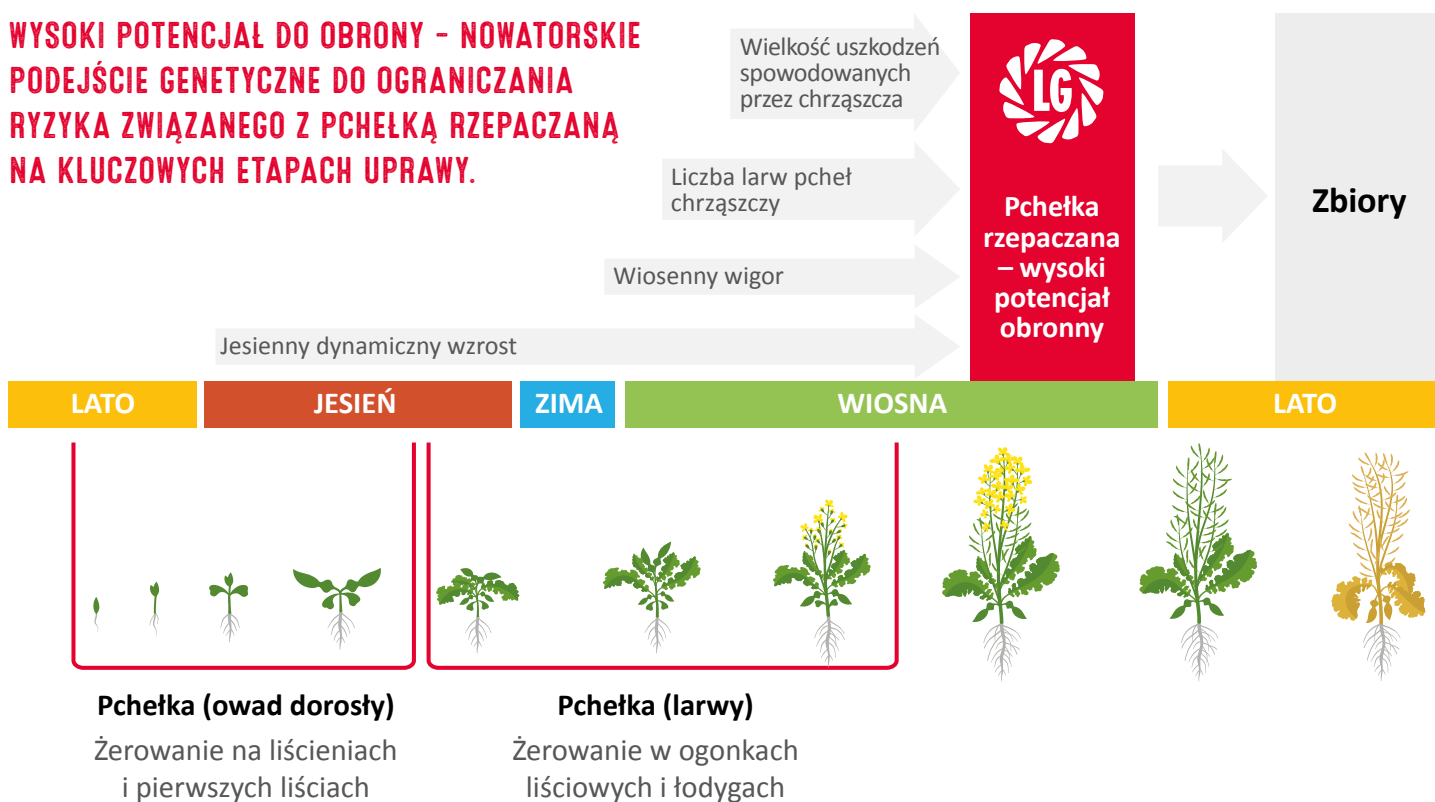 WYSOKI POTENCJAŁ DO OBRONY - NOWATORSKIE
PODEJŚCIE GENETYCZNE DO OGRANICZANIA
RYZYKA ZWIĄZANEGO Z PCHEŁKĄ RZEPACZANĄ
NA KLUCZOWYCH ETAPACH UPRAWY.
Wielkość uszkodzeń
spowodowanych
przez chrząszcza
Liczba larw pcheł
chrząszczy
Wiosenny wigor
Jesienny dynamiczny wzrost
LG
Pchełka
rzepaczana
– wysoki
potencjał
obronny
Zbiory
LATO
JESIEŃ
ZIMA
WIOSNA
LATO
Pchełka (owad dorosły)
Żerowanie na liścieniach
i pierwszych liściach
Pchełka (larwy)
Żerowanie w ogonkach
liściowych i łodygach